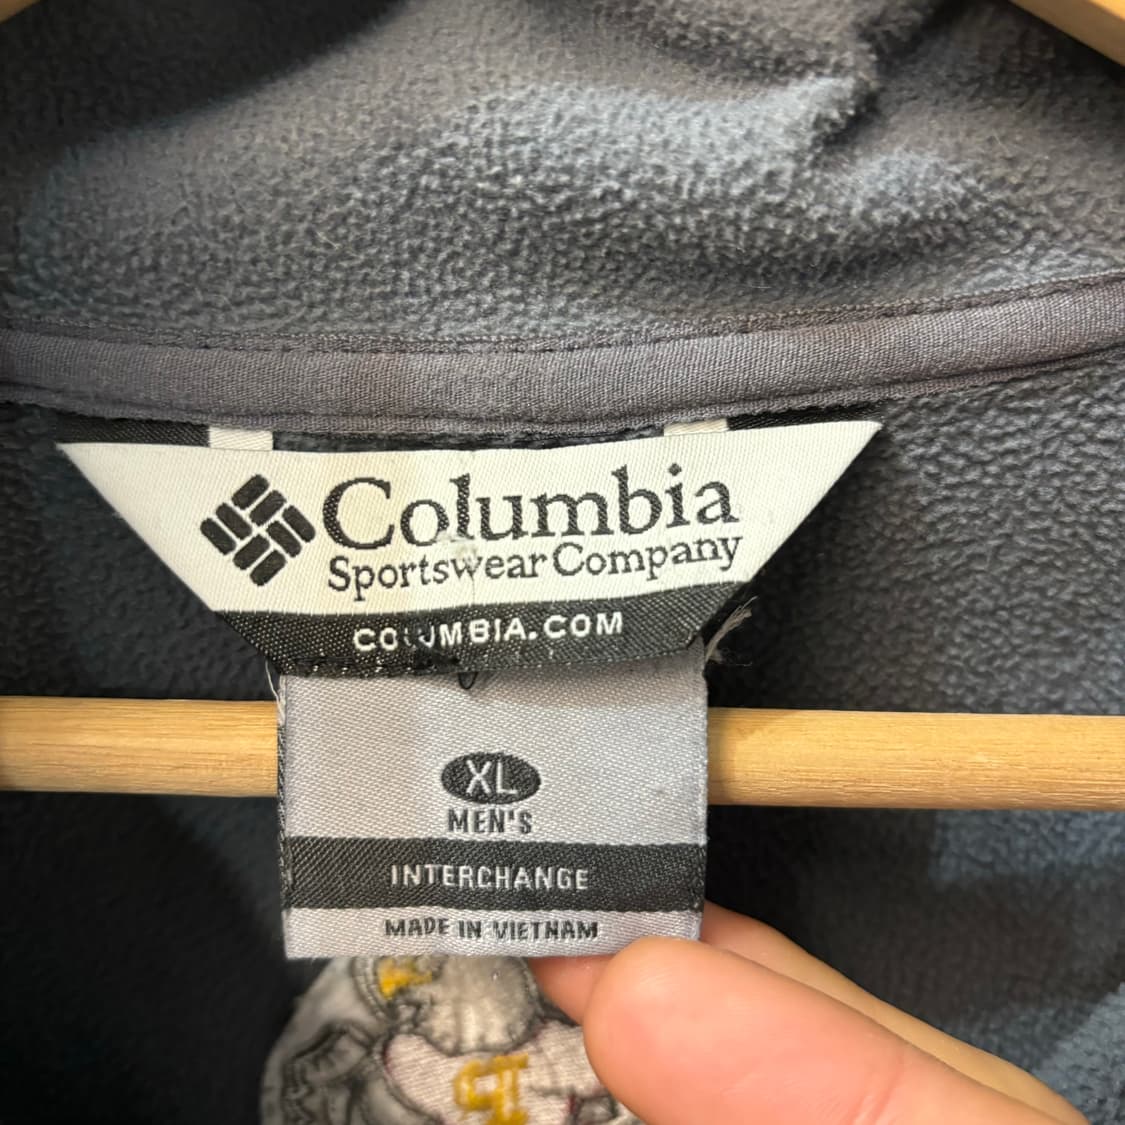 Columbia
Sportswear Company
COLUMBIA.COM
XL
MEN'S
INTERCHANGE
MADE IN VIETNAM